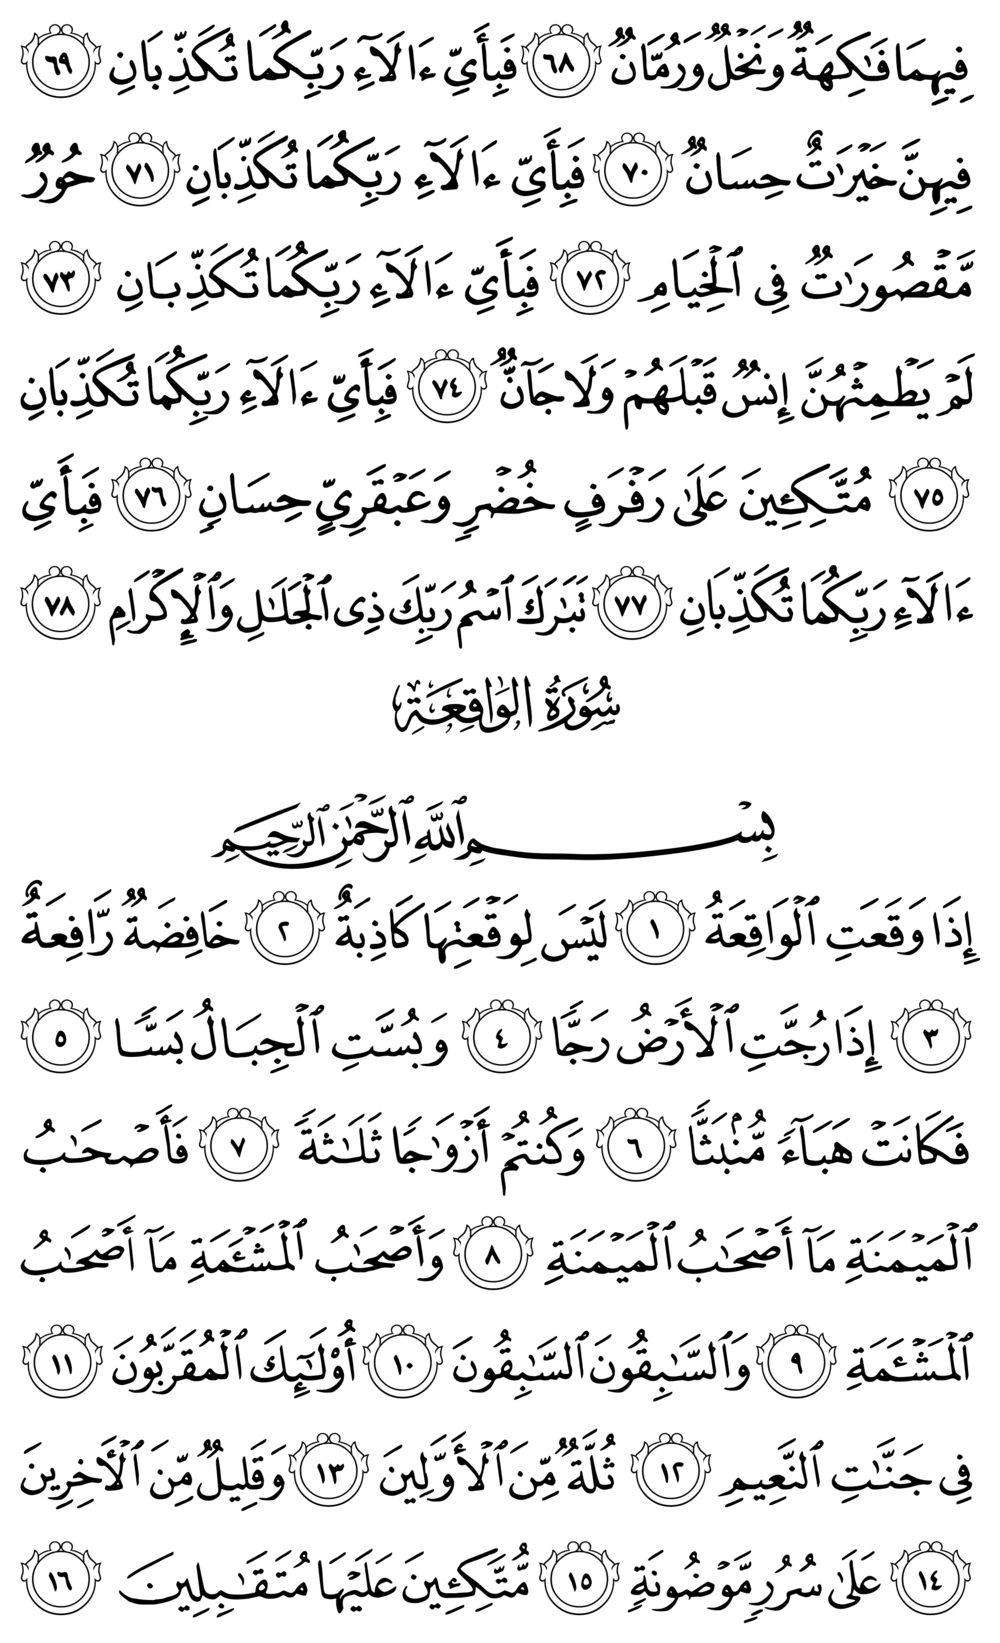 فِيهِمَا فَٰكِهَةٌ وَنَخْلٌ وَرُمَّانٌ ٦٨ فَبِأَيِّ ءَالَآءِ رَبِّكُمَا تُكَذِّبَانِ ٦٩
فِيهِنَّ خَيْرَٰتٌ حِسَانٌ ٧٠ فَبِأَيِّ ءَالَآءِ رَبِّكُمَا تُكَذِّبَانِ ٧١ حُورٌ
مَّقْصُورَٰتٌ فِى ٱلْخِيَامِ ٧٢ فَبِأَيِّ ءَالَآءِ رَبِّكُمَا تُكَذِّبَانِ ٧٣
لَمْ يَطْمِثْهُنَّ إِنسٌ قَبْلَهُمْ وَلَا جَآنٌّ ٧٤ فَبِأَيِّ ءَالَآءِ رَبِّكُمَا تُكَذِّبَانِ
٧٥ مُتَّكِـِٔينَ عَلَىٰ رَفْرَفٍ خُضْرٍ وَعَبْقَرِىٍّ حِسَانٍ ٧٦ فَبِأَيِّ
ءَالَآءِ رَبِّكُمَا تُكَذِّبَانِ ٧٧ تَبَٰرَكَ ٱسْمُ رَبِّكَ ذِى ٱلْجَلَٰلِ وَٱلْإِكْرَامِ ٧٨
سُورَةُ الوَاقِعَةِ
بِسْمِ ٱللَّهِ ٱلرَّحْمَٰنِ ٱلرَّحِيمِ
إِذَا وَقَعَتِ ٱلْوَاقِعَةُ ١ لَيْسَ لِوَقْعَتِهَا كَاذِبَةٌ ٢ خَافِضَةٌ رَّافِعَةٌ
٣ إِذَا رُجَّتِ ٱلْأَرْضُ رَجًّا ٤ وَبُسَّتِ ٱلْجِبَالُ بَسًّا ٥
فَكَانَتْ هَبَآءً مُّنۢبَثًّا ٦ وَكُنتُمْ أَزْوَٰجًا ثَلَٰثَةً ٧ فَأَصْحَٰبُ
ٱلْمَيْمَنَةِ مَآ أَصْحَٰبُ ٱلْمَيْمَنَةِ ٨ وَأَصْحَٰبُ ٱلْمَشْـَٔمَةِ مَآ أَصْحَٰبُ
ٱلْمَشْـَٔمَةِ ٩ وَٱلسَّٰبِقُونَ ٱلسَّٰبِقُونَ ١٠ أُو۟لَٰٓئِكَ ٱلْمُقَرَّبُونَ ١١
فِى جَنَّٰتِ ٱلنَّعِيمِ ١٢ ثُلَّةٌ مِّنَ ٱلْأَوَّلِينَ ١٣ وَقَلِيلٌ مِّنَ ٱلْأَخِرِينَ
١٤ عَلَىٰ سُرُرٍ مَّوْضُونَةٍ ١٥ مُّتَّكِـِٔينَ عَلَيْهَا مُتَقَٰبِلِينَ ١٦